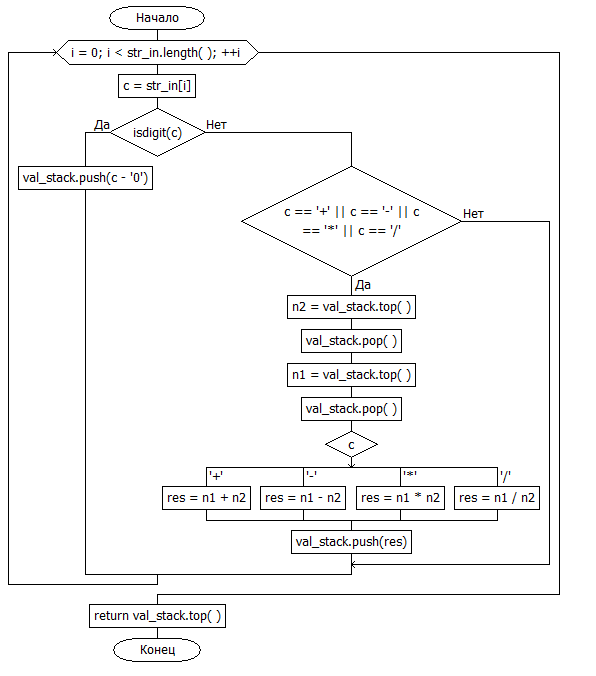 Начало
i = 0; i < str_in.length( ); ++i
c = str_in[i]
Да
isdigit(c)
Нет
val_stack.push(c - '0')
c == '+' || c == '-' || c
== '*' || c == '/'
Нет
Да
n2 = val_stack.top( )
val_stack.pop( )
n1 = val_stack.top( )
val_stack.pop( )
c
'+'
'-'
'*'
'/'
res = n1 + n2
res = n1 - n2
res = n1 * n2
res = n1 / n2
val_stack.push(res)
return val_stack.top( )
Конец